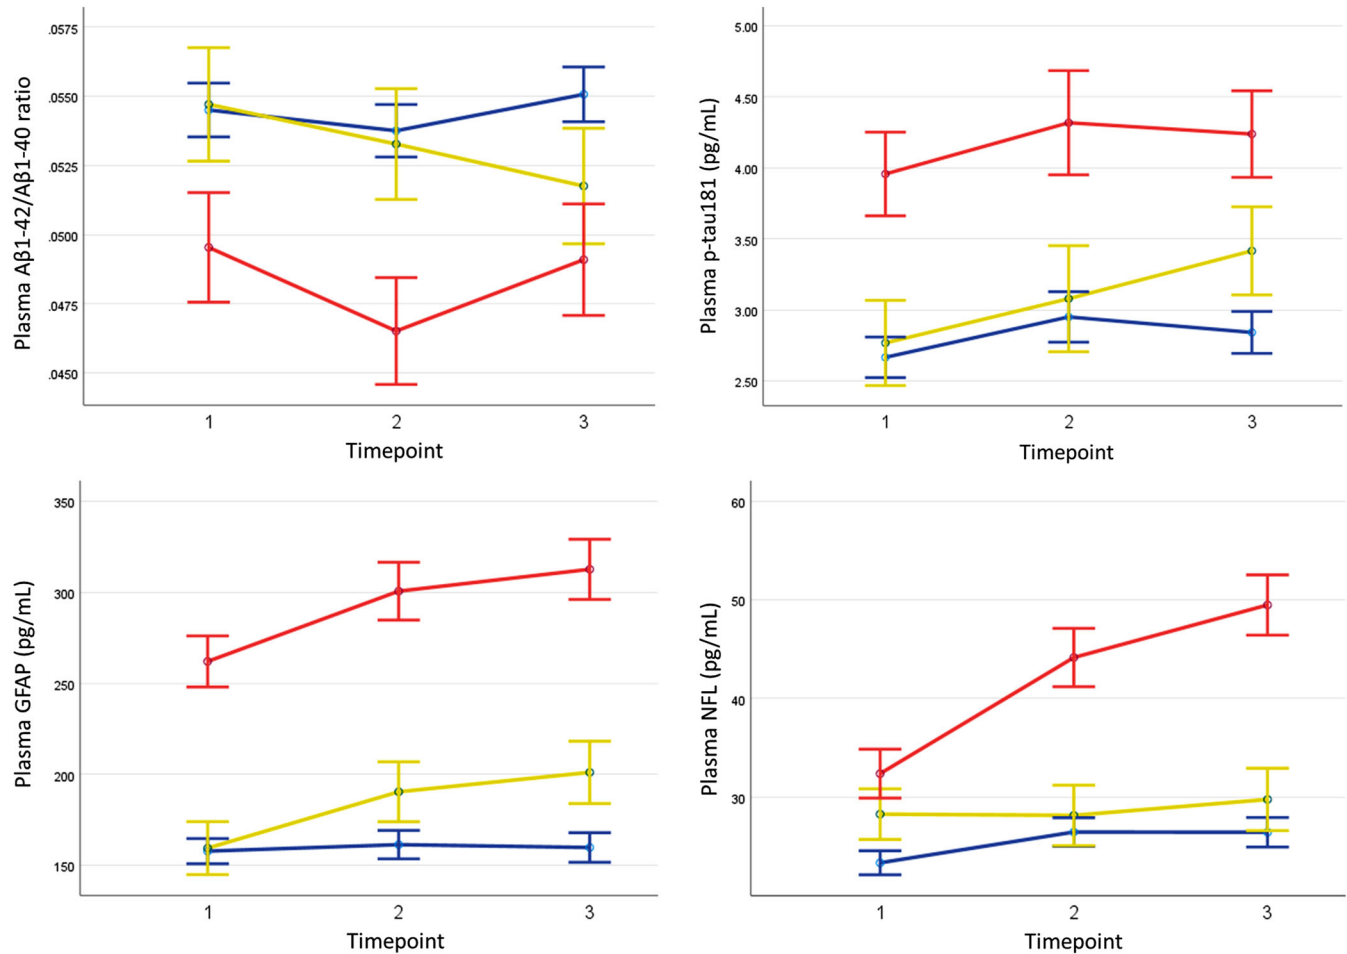 Plasma Aβ1-42/Aβ1-40 ratio
.0575
.0550
.0525
.0500
.0475
.0450
1 2 3
Timepoint
Plasma p-tau181 (pg/mL)
5.00
4.50
4.00
3.50
3.00
2.50
1 2 3
Timepoint
Plasma GFAP (pg/mL)
350
300
250
200
150
1 2 3
Timepoint
Plasma NFL (pg/mL)
60
50
40
30
1 2 3
Timepoint